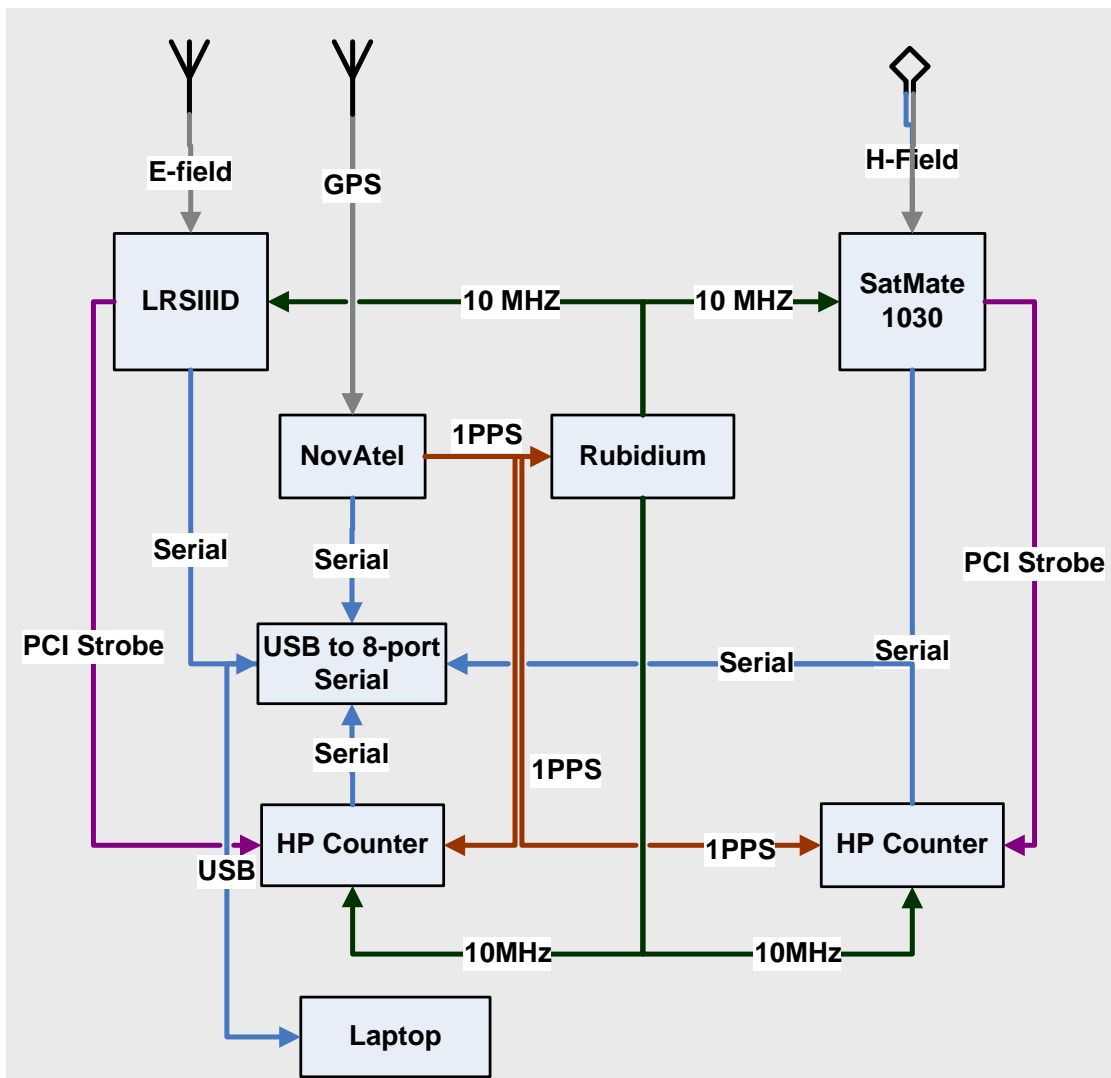 E-field
GPS
H-Field
LRSIIID
10 MHZ
10 MHZ
SatMate
1030
1PPS
NovAtel
Rubidium
Serial
Serial
PCI Strobe
PCI Strobe
USB to 8-port
Serial
Serial
Serial
Serial
1PPS
HP Counter
1PPS
HP Counter
USB
10MHz
10MHz
Laptop